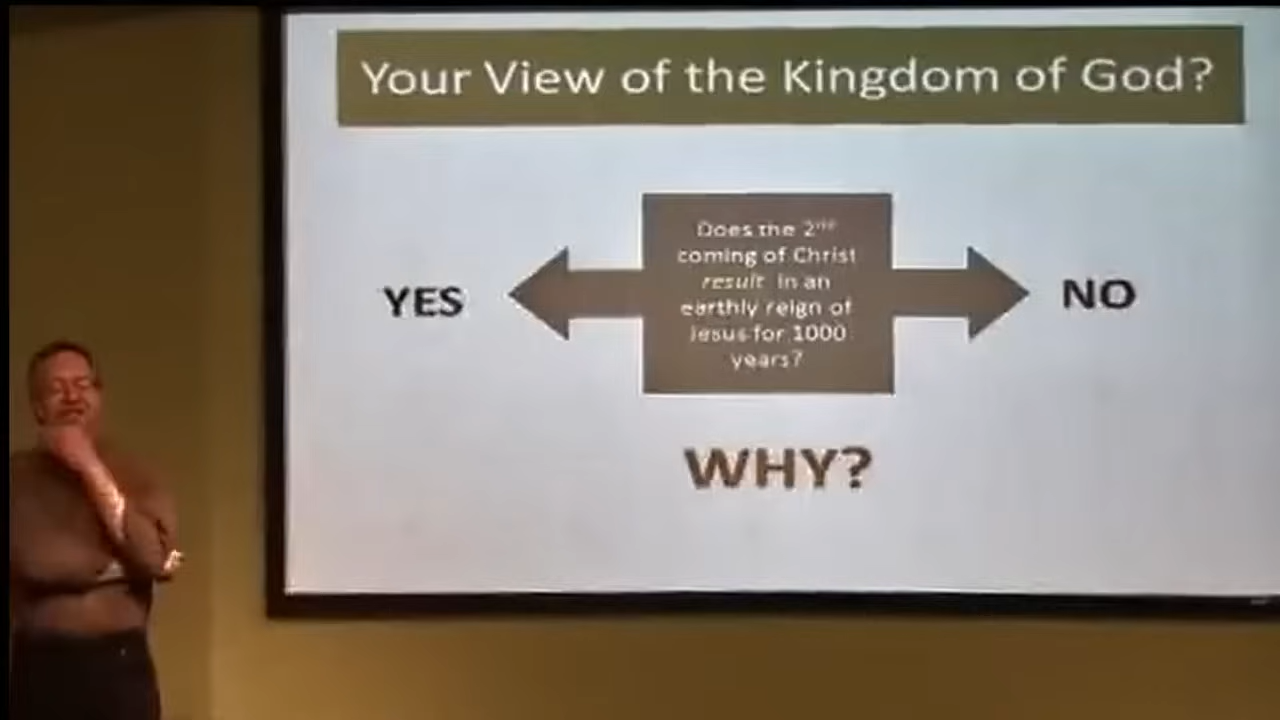 Your View of the Kingdom of God?
Does the 2nd
coming of Christ
result in an
earthly reign of
Jesus for 1000
years?
YES
NO
WHY?